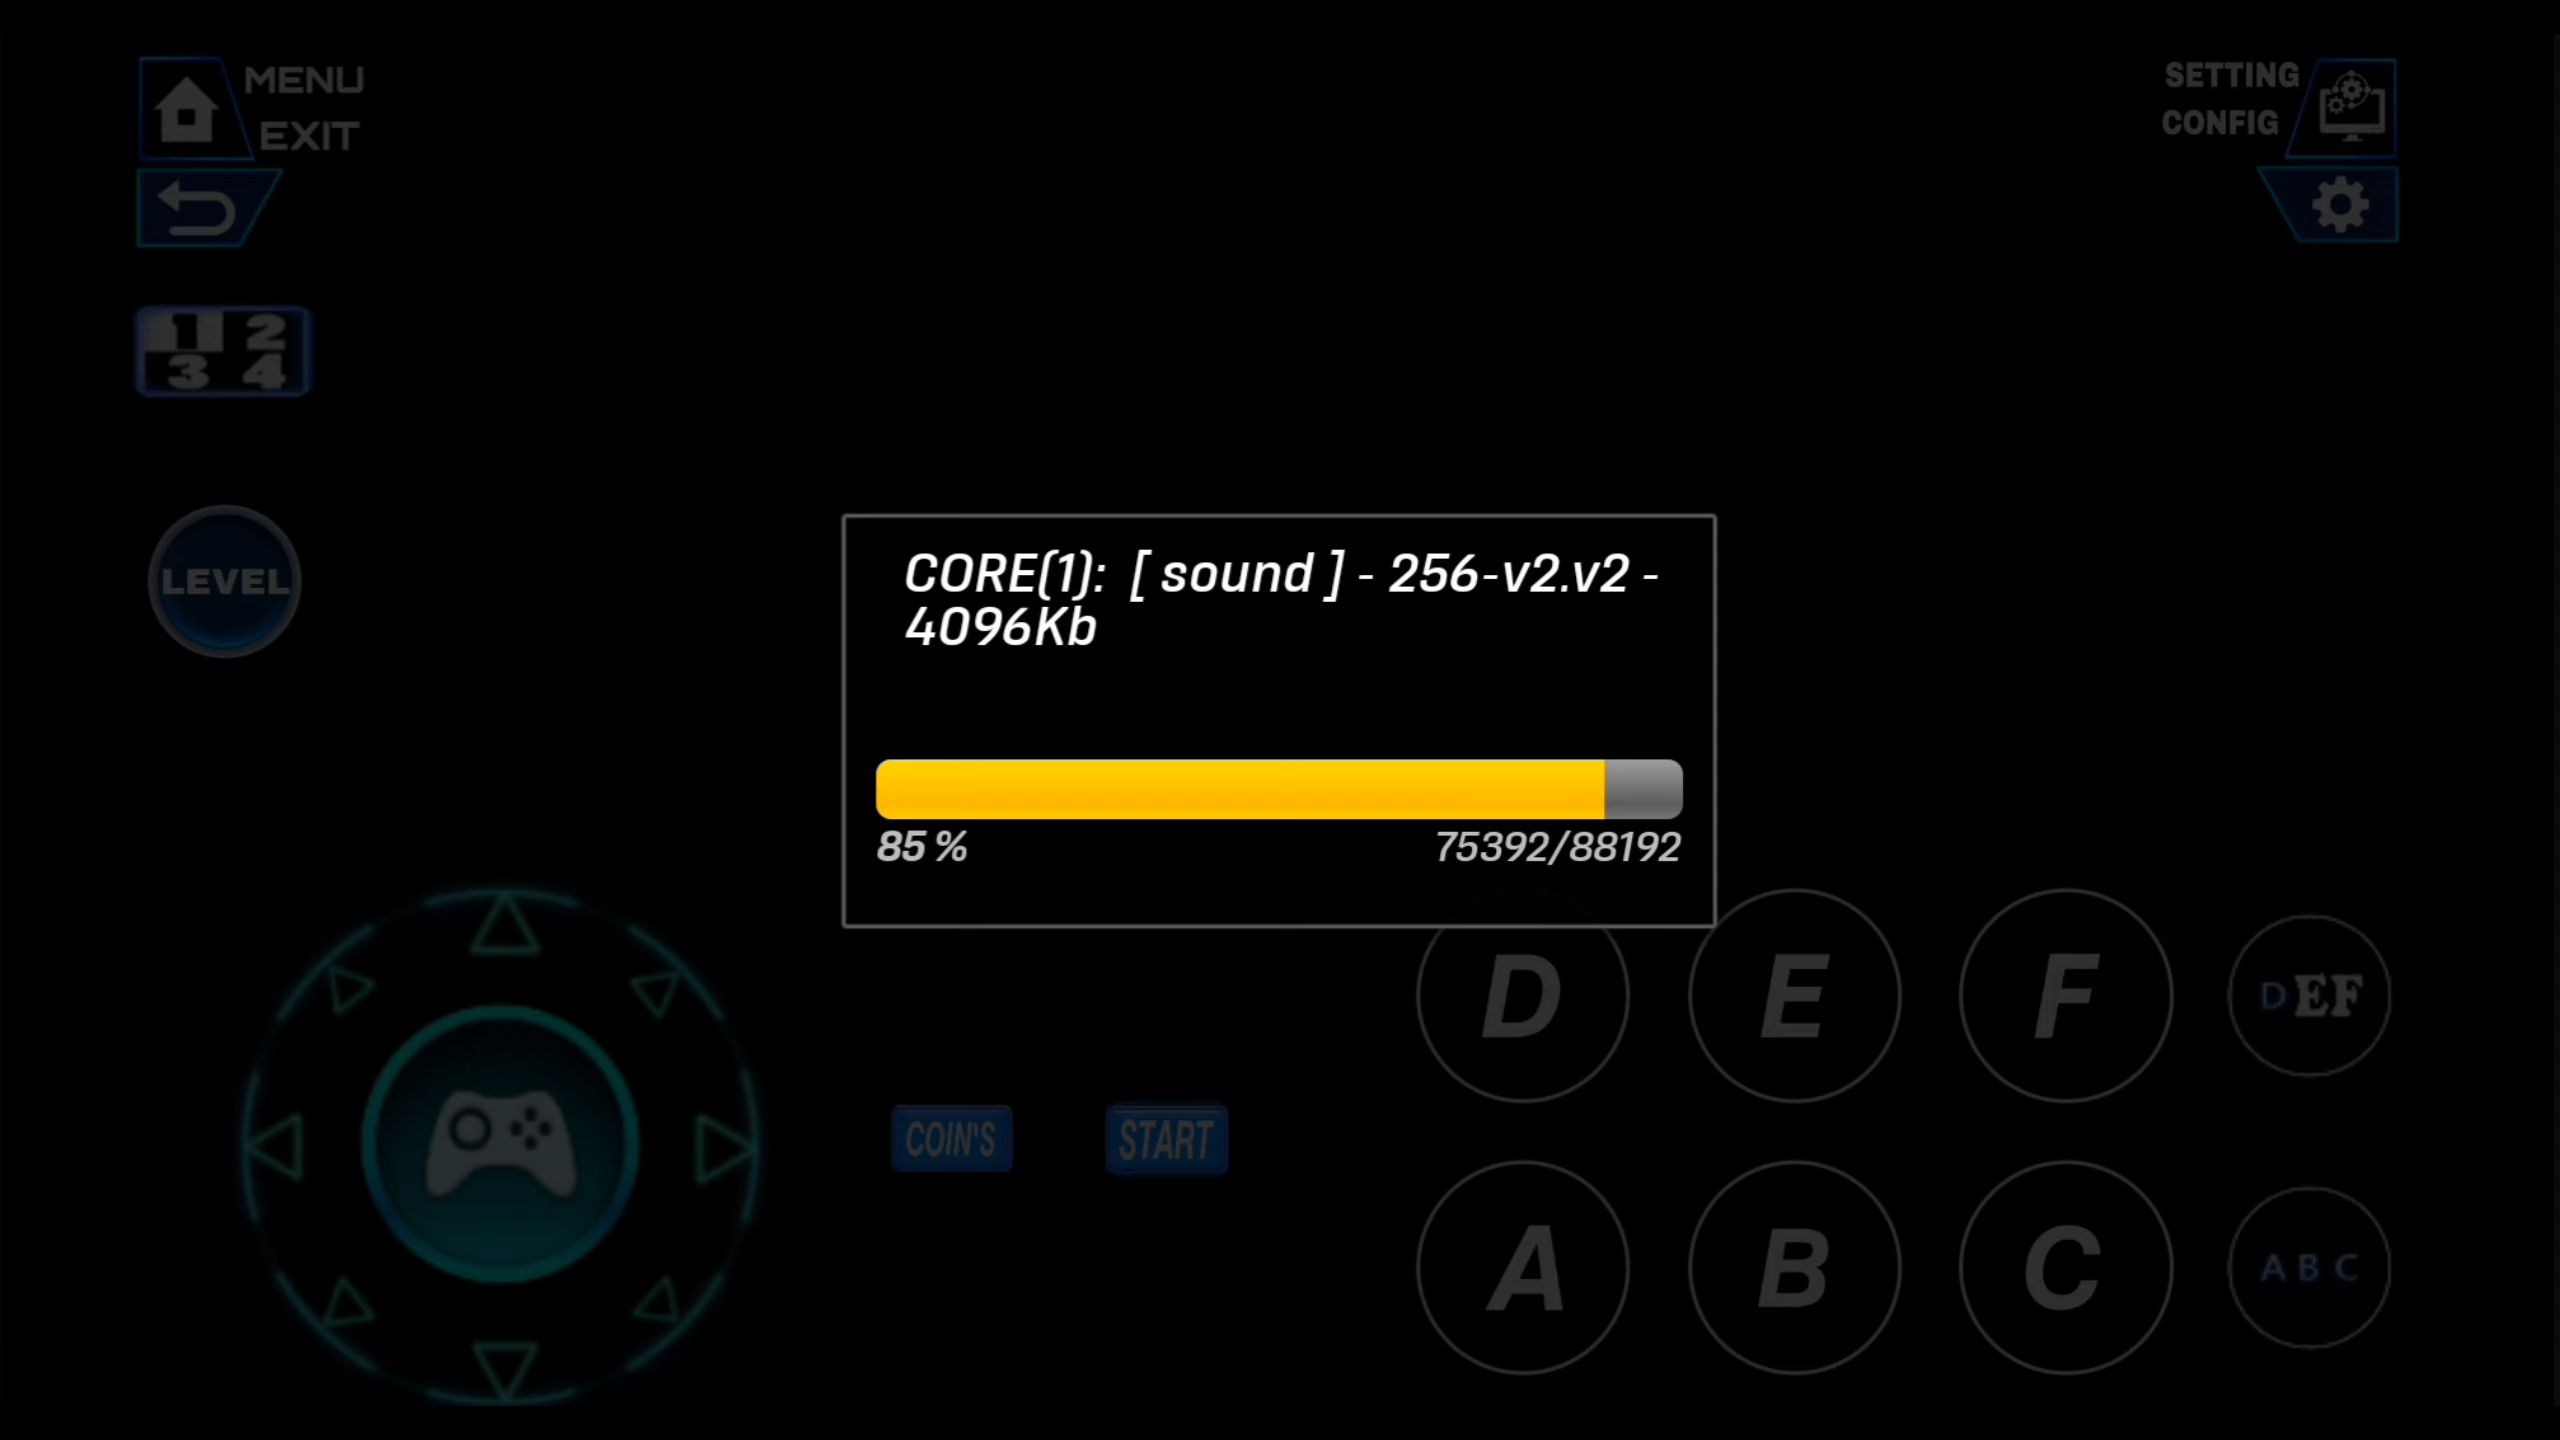 MENU
EXIT
SETTING
CONFIG
1 2
3 4
LEVEL
CORE(1): [ sound ] - 256-v2.v2 -
4096Kb
85 %
75392/88192
D
E
F
DEF
COIN'S
START
A
B
C
A B C